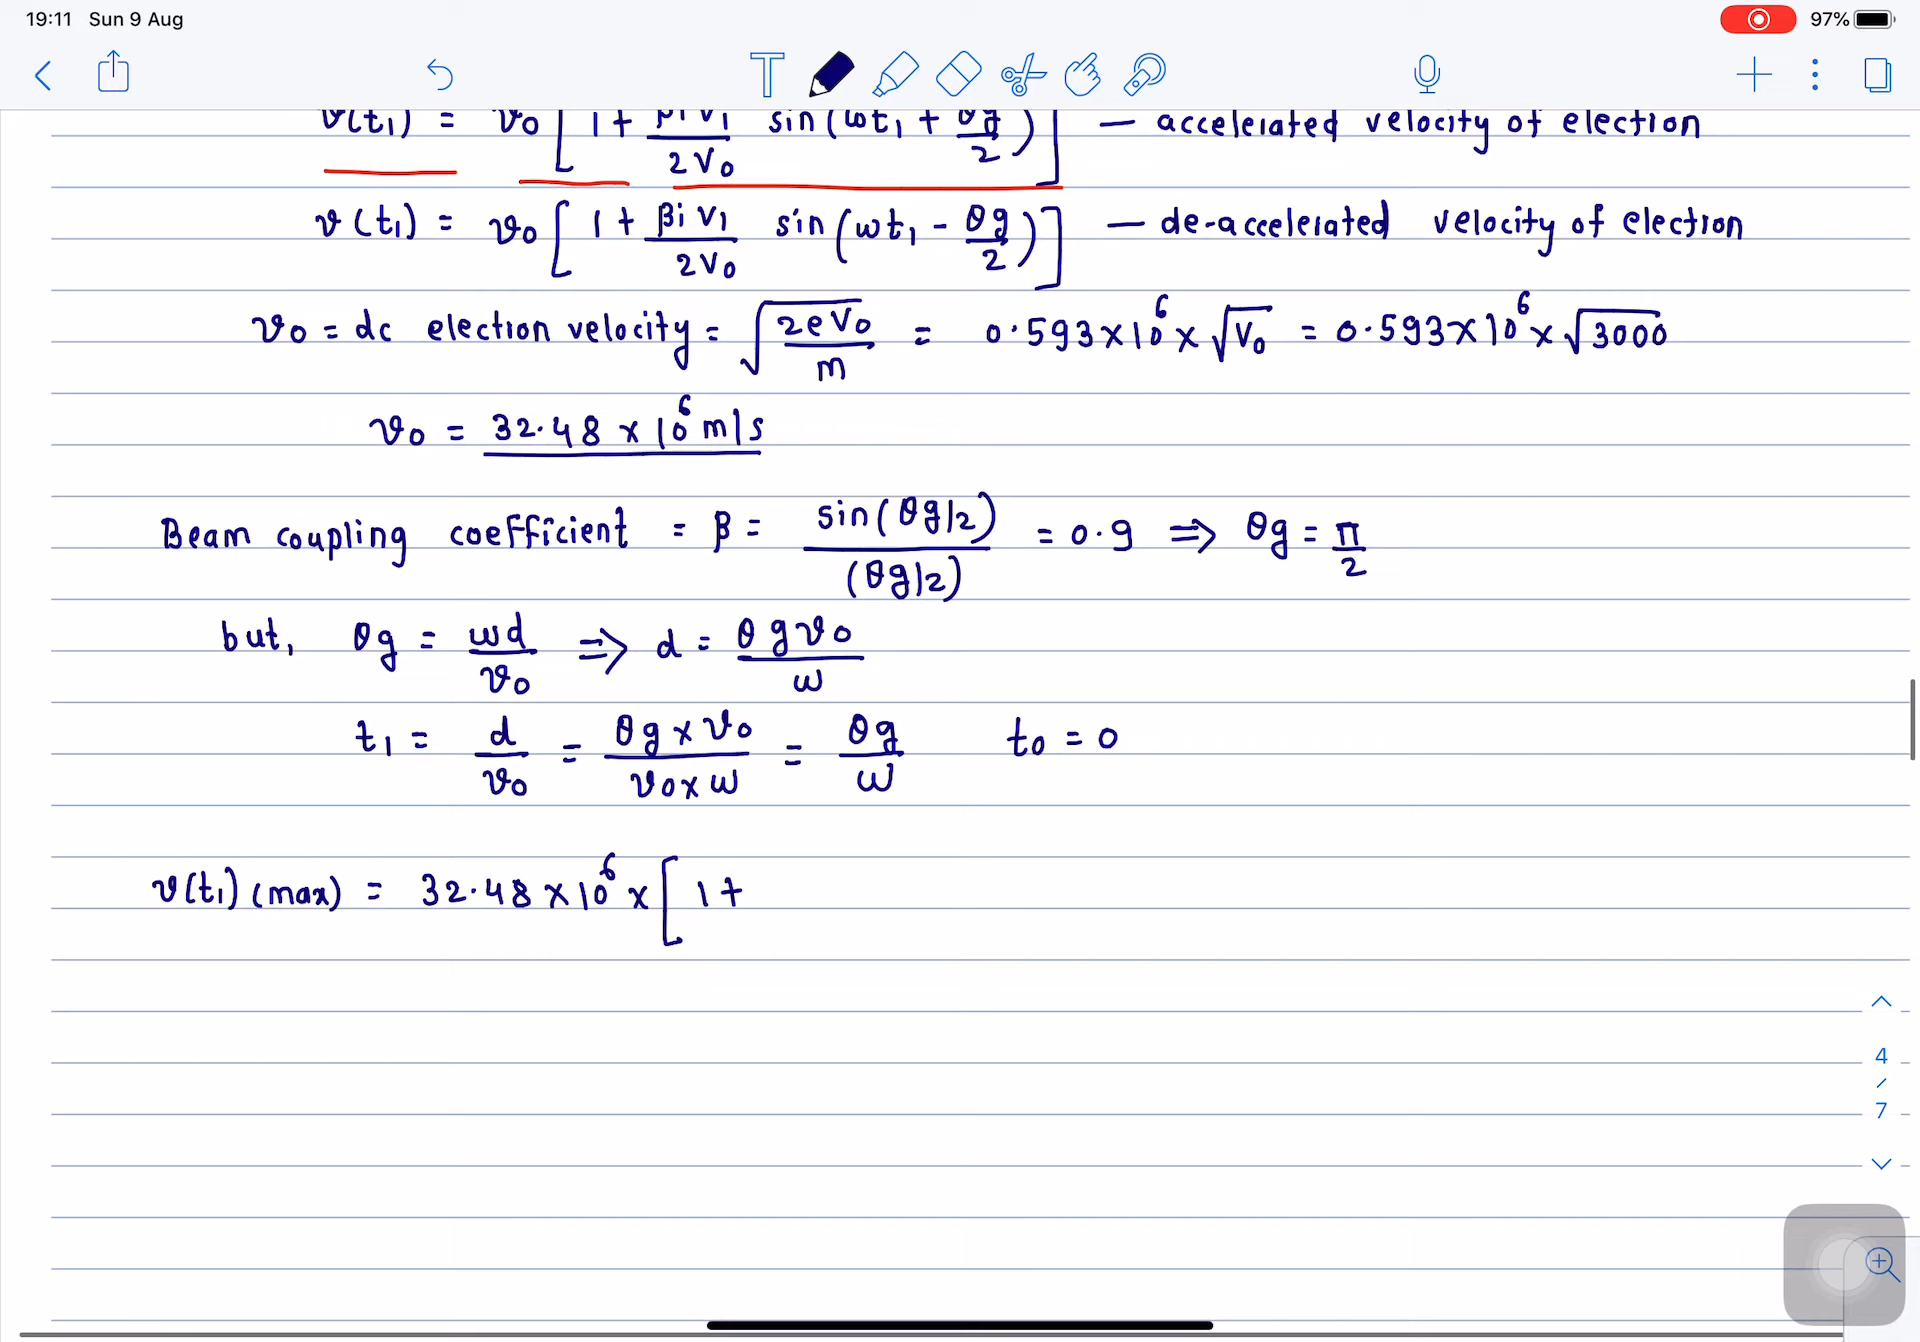 19:11 Sun 9 Aug 97%
T
v(t₁) = v₀ [ 1 + βi V₁ / 2V₀ sin(ωt₁ + θg/2) ] — accelerated velocity of election
v(t₁) = v₀ [ 1 + βi V₁ / 2V₀ sin(ωt₁ - θg/2) ] — de-accelerated velocity of election
v₀ = dc election velocity = √(2eV₀ / m) = 0.593×10⁶ × √V₀ = 0.593×10⁶ × √3000
v₀ = 32.48 × 10⁶ m/s
Beam coupling coefficient = β = sin(θg/2) / (θg/2) = 0.9 ⇒ θg = π/2
but, θg = ωd / v₀ ⇒ d = θg v₀ / ω
t₁ = d / v₀ = θg × v₀ / v₀ × ω = θg / ω t₀ = 0
v(t₁) (max) = 32.48 × 10⁶ × [ 1 +
4
/
7